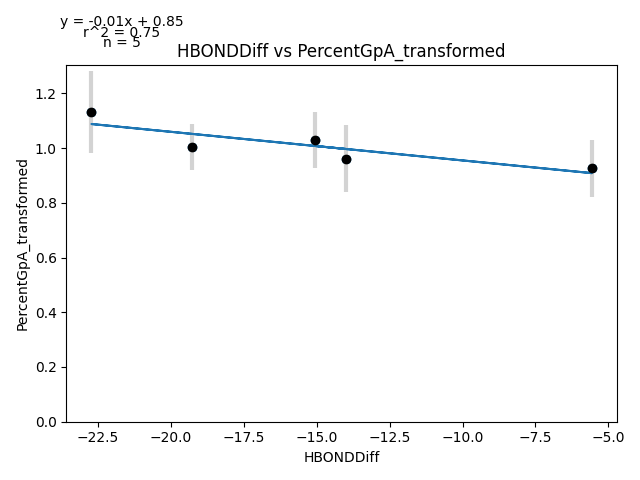 y = -0.01x + 0.85
r^2 = 0.75
n = 5
HBONDDiff vs PercentGpA_transformed
PercentGpA_transformed
1.2
1.0
0.8
0.6
0.4
0.2
0.0
−22.5 −20.0 −17.5 −15.0 −12.5 −10.0 −7.5 −5.0
HBONDDiff